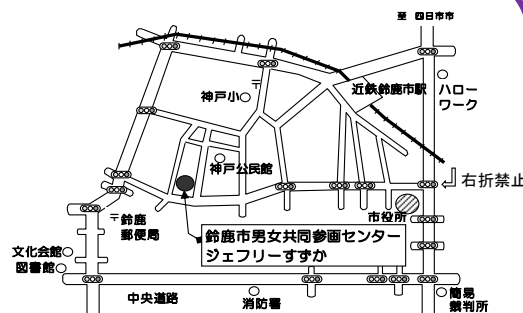 至 四日市市
近鉄鈴鹿市駅
ハロー
ワーク
神戸小
〒
神戸公民館
右折禁止
市役所
〒鈴鹿
郵便局
鈴鹿市男女共同参画センター
ジェフリーすずか
文化会館
図書館
中央道路
消防署
簡易
裁判所